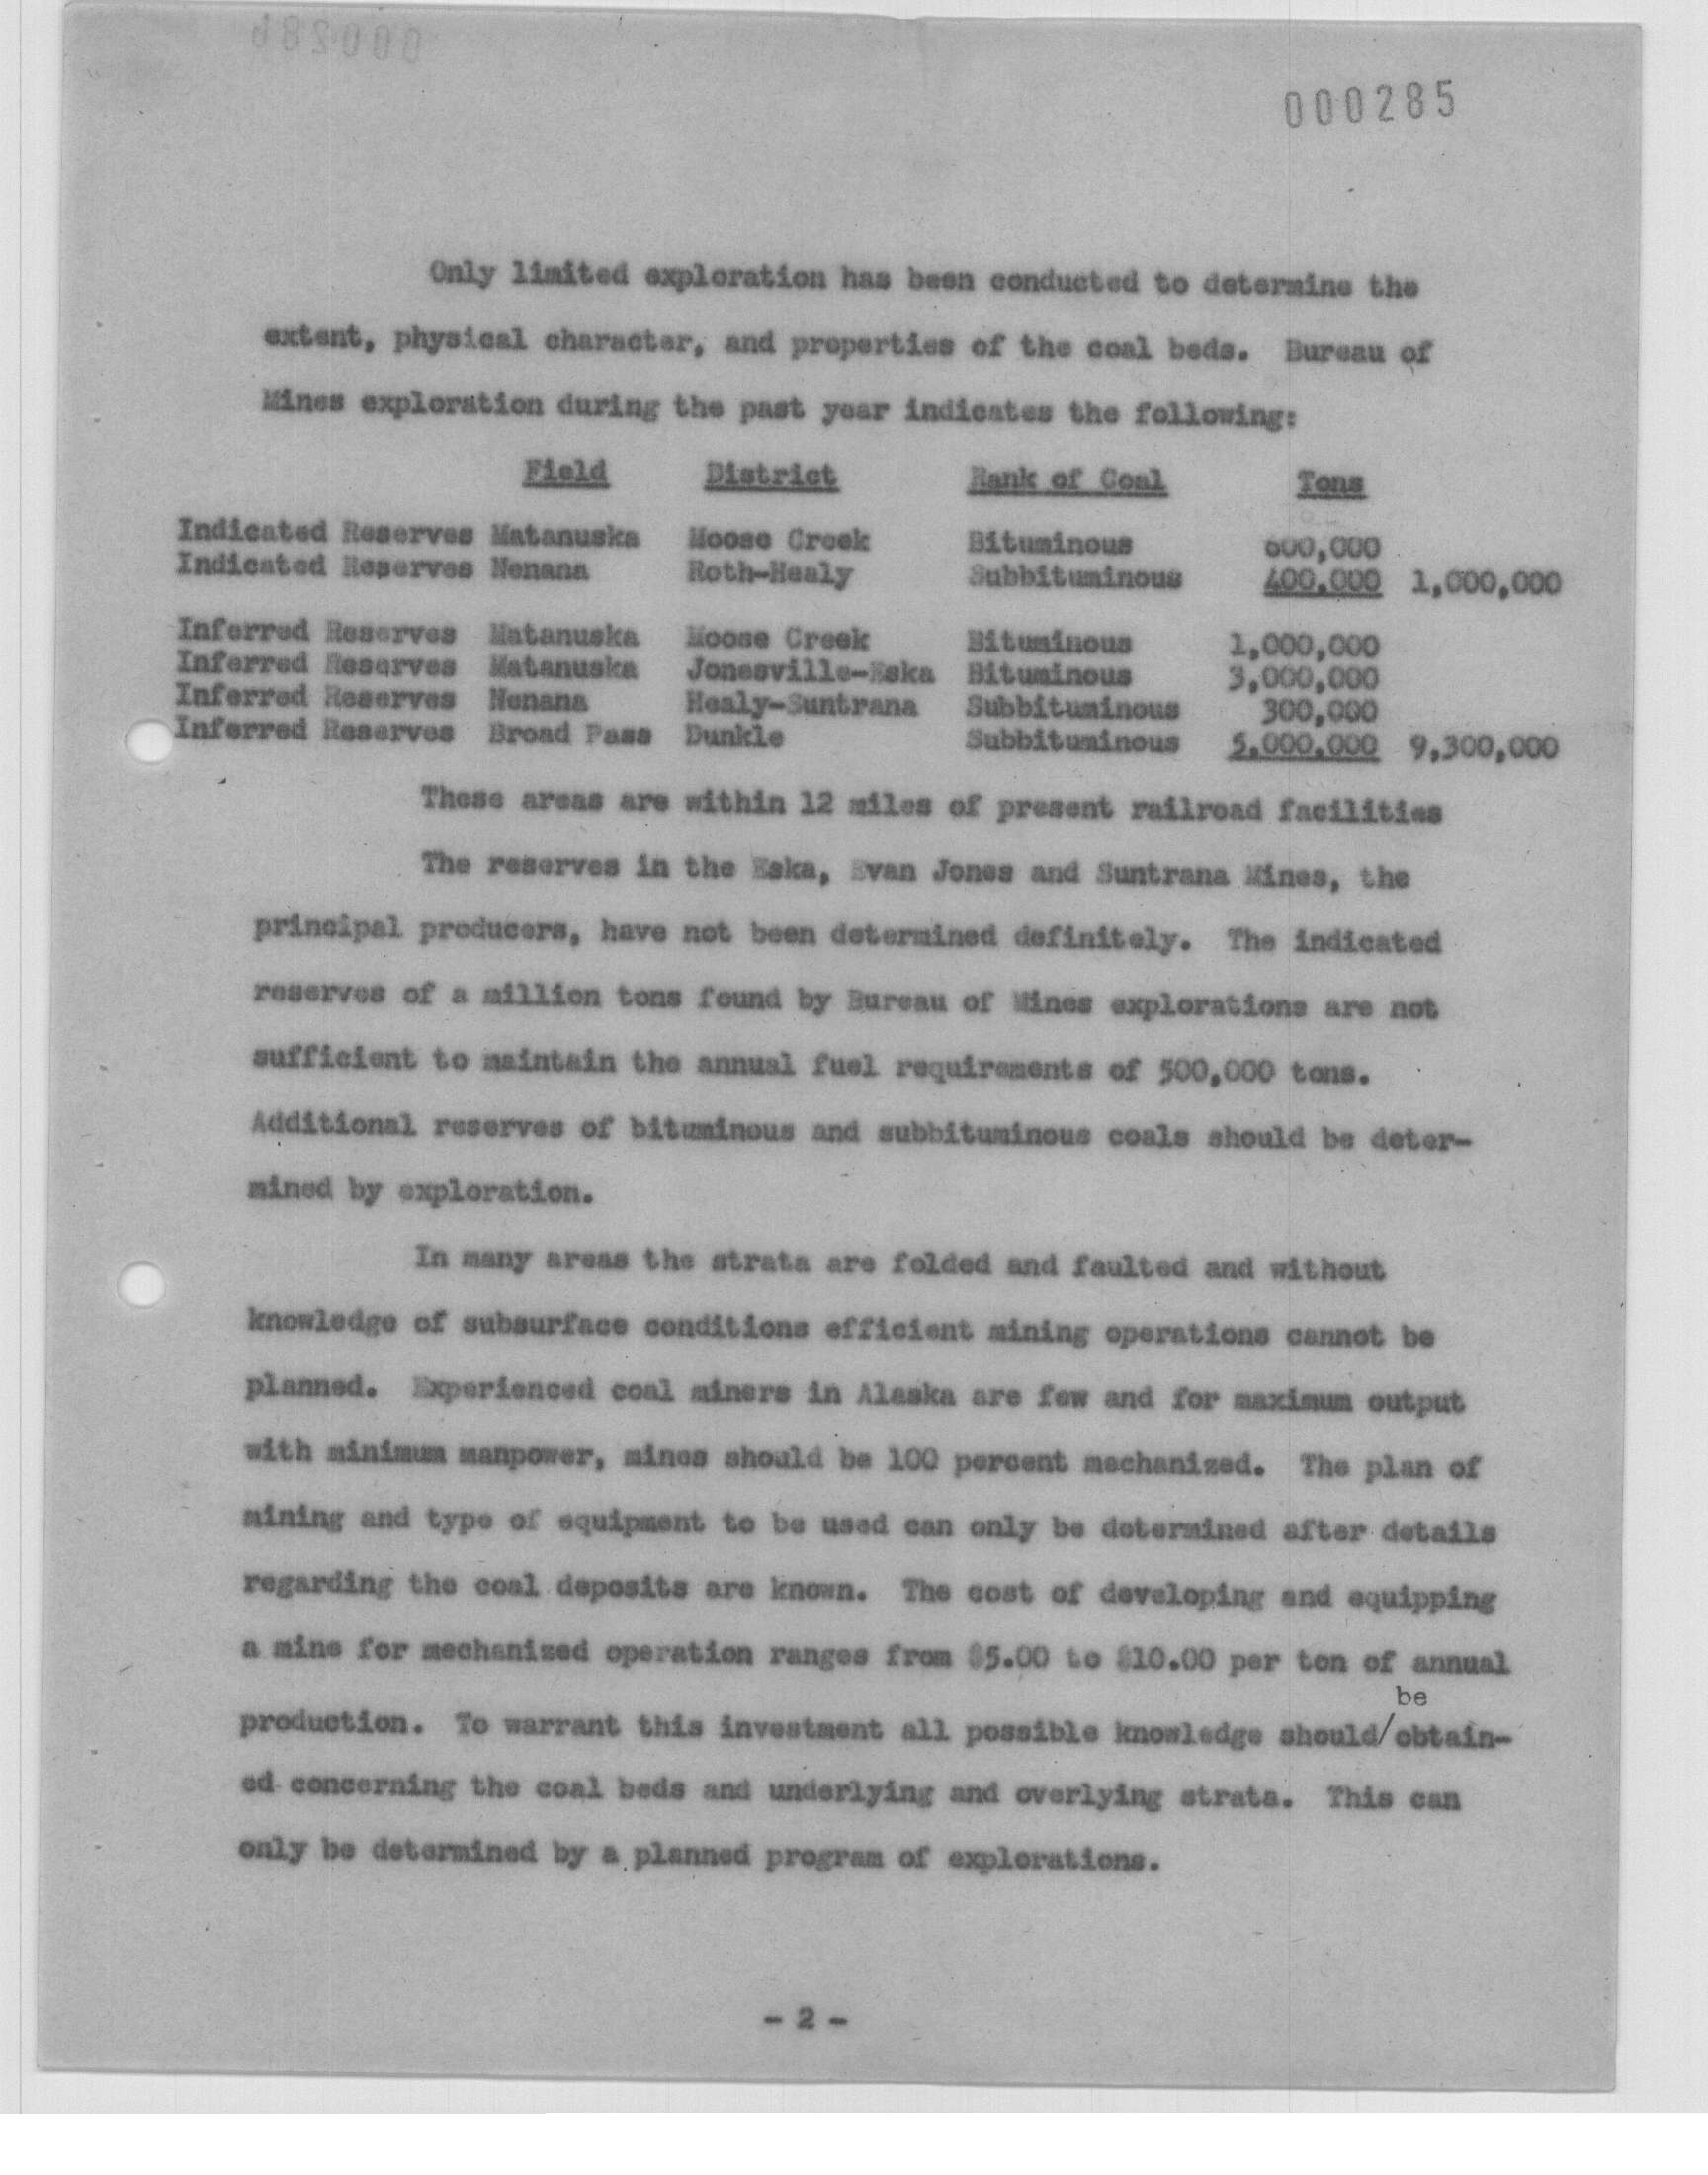 000285
Only limited exploration has been conducted to determine the
extent, physical character, and properties of the coal beds. Bureau of
Mines exploration during the past year indicates the following:
Field District Rank of Coal Tons
Indicated Reserves Matanuska Moose Creek Bituminous 600,000
Indicated Reserves Nenana Roth-Healy Subbituminous 400,000 1,000,000
Inferred Reserves Matanuska Moose Creek Bituminous 1,000,000
Inferred Reserves Matanuska Jonesville-Eska Bituminous 3,000,000
Inferred Reserves Nenana Healy-Suntrana Subbituminous 300,000
Inferred Reserves Broad Pass Dunkle Subbituminous 5,000,000 9,300,000
These areas are within 12 miles of present railroad facilities
The reserves in the Eska, Evan Jones and Suntrana Mines, the
principal producers, have not been determined definitely. The indicated
reserves of a million tons found by Bureau of Mines explorations are not
sufficient to maintain the annual fuel requirements of 500,000 tons.
Additional reserves of bituminous and subbituminous coals should be deter-
mined by exploration.
In many areas the strata are folded and faulted and without
knowledge of subsurface conditions efficient mining operations cannot be
planned. Experienced coal miners in Alaska are few and for maximum output
with minimum manpower, mines should be 100 percent mechanized. The plan of
mining and type of equipment to be used can only be determined after details
regarding the coal deposits are known. The cost of developing and equipping
a mine for mechanized operation ranges from $5.00 to $10.00 per ton of annual
be
production. To warrant this investment all possible knowledge should/obtain-
ed concerning the coal beds and underlying and overlying strata. This can
only be determined by a planned program of explorations.
- 2 -